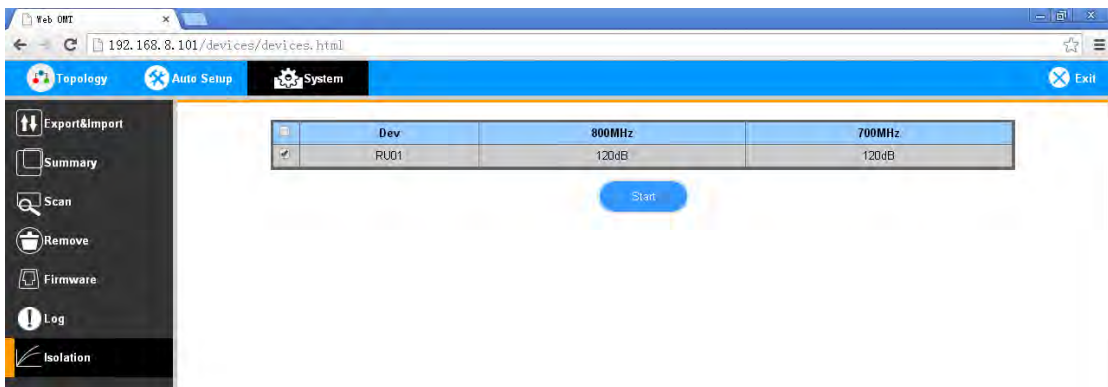 Web OMT
192.168.8.101/devices/devices.html
Topology Auto Setup System Exit
Export&Import
Summary
Scan
Remove
Firmware
Log
Isolation
Dev 800MHz 700MHz
RU01 120dB 120dB
Start